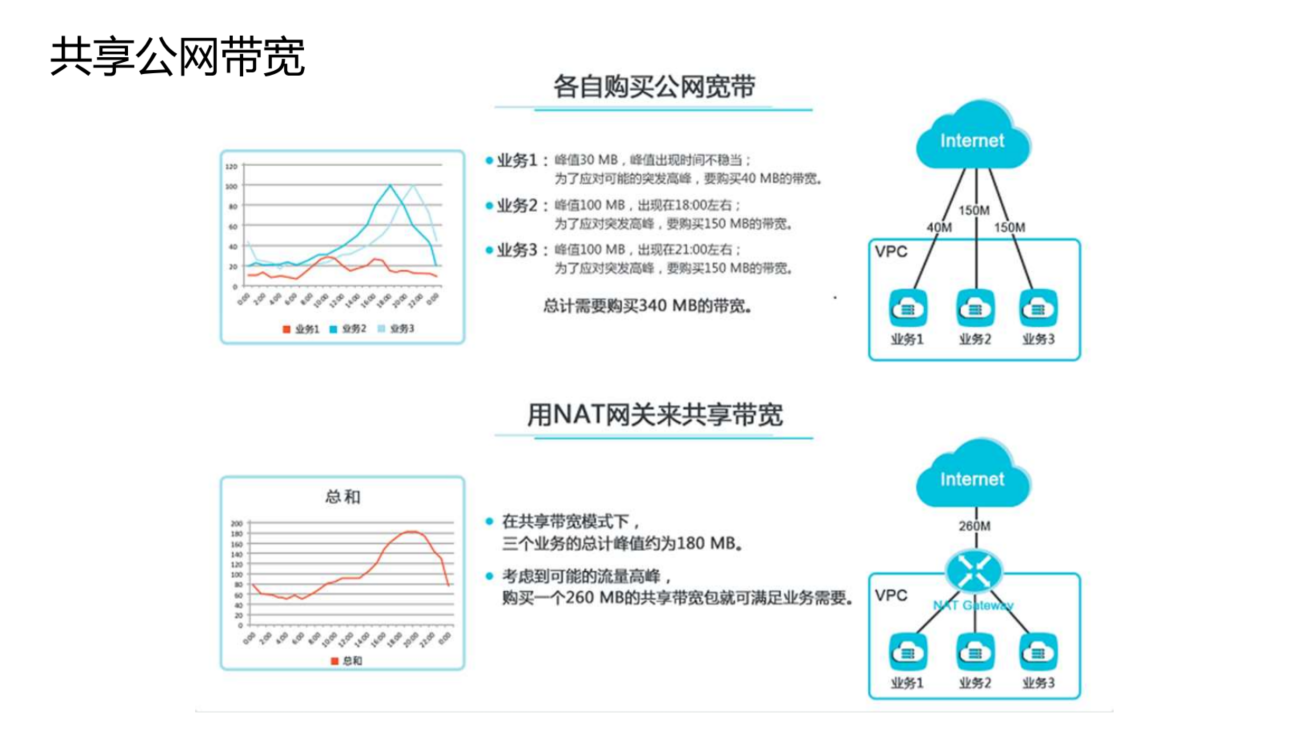 共享公网带宽
各自购买公网宽带
120
100
80
60
40
20
0
0:00 2:00 4:00 6:00 8:00 10:00 12:00 14:00 16:00 18:00 20:00 22:00 0:00
业务1 业务2 业务3
业务1：峰值30 MB，峰值出现时间不稳当；
为了应对可能的突发高峰，要购买40 MB的带宽。
业务2：峰值100 MB，出现在18:00左右；
为了应对突发高峰，要购买150 MB的带宽。
业务3：峰值100 MB，出现在21:00左右；
为了应对突发高峰，要购买150 MB的带宽。
总计需要购买340 MB的带宽。
Internet
150M
40M 150M
VPC
业务1 业务2 业务3
用NAT网关来共享带宽
总和
200
180
160
140
120
100
80
60
40
20
0
0:00 2:00 4:00 6:00 8:00 10:00 12:00 14:00 16:00 18:00 20:00 22:00 0:00
总和
在共享带宽模式下，
三个业务的总计峰值约为180 MB。
考虑到可能的流量高峰，
购买一个260 MB的共享带宽包就可满足业务需要。
Internet
260M
VPC
NAT Gateway
业务1 业务2 业务3